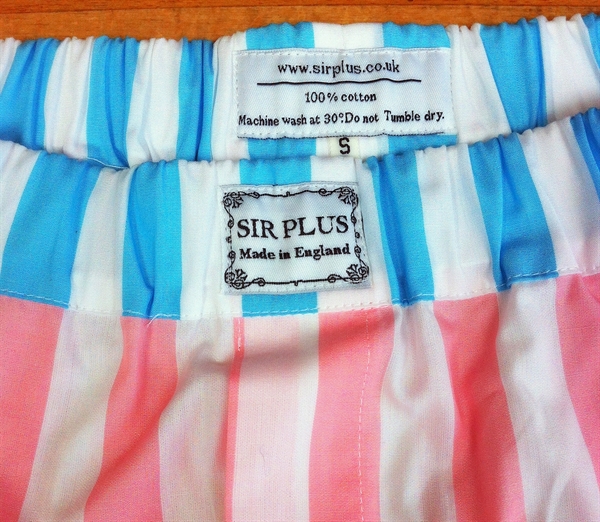 www.sirplus.co.uk
100% cotton
Machine wash at 30°. Do not Tumble dry.
S
SIR PLUS
Made in England